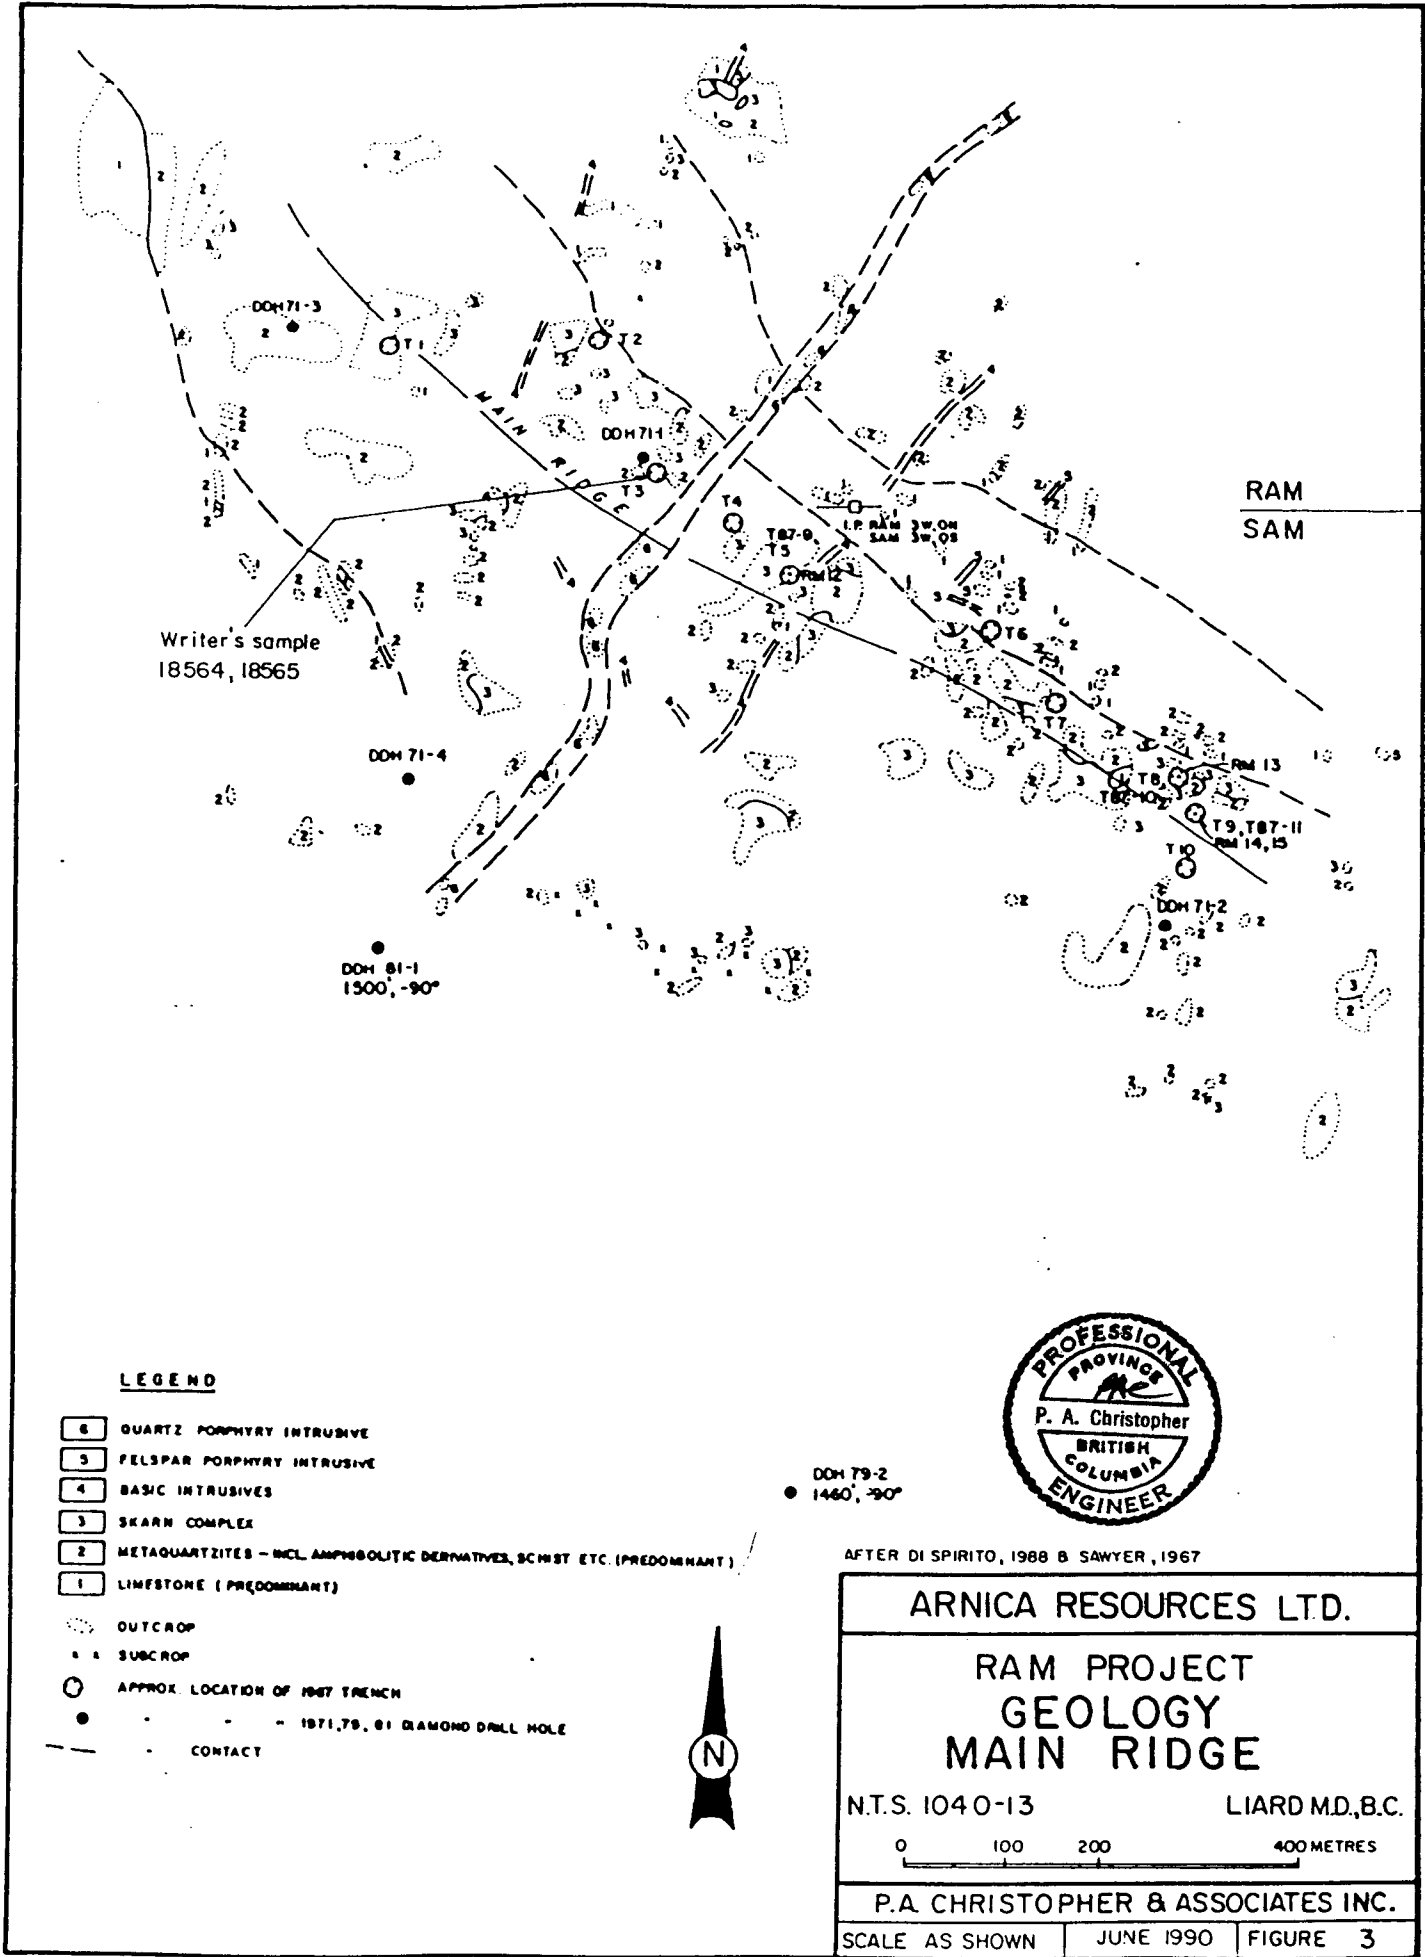 DDH 71-3
T1
T2
MAIN RIDGE
DDH 71-1
T3
T4
T87-9,
T5
RM12
I.P. RAM 3W,0N
SAM 3W,0S
RAM
SAM
Writer's sample
18564, 18565
T6
T7
DDH 71-4
T8,
T87-10
RM 13
T9, T87-11
RM 14, 15
T10
DDH 71-2
DDH 81-1
1500', -90°
LEGEND
6 QUARTZ PORPHYRY INTRUSIVE
5 FELSPAR PORPHYRY INTRUSIVE
4 BASIC INTRUSIVES
3 SKARN COMPLEX
2 METAQUARTZITES - INCL. AMPHIBOLITIC DERIVATIVES, SCHIST ETC. (PREDOMINANT)
1 LIMESTONE (PREDOMINANT)
OUTCROP
SUBCROP
APPROX. LOCATION OF 1967 TRENCH
" " " 1971, 79, 81 DIAMOND DRILL HOLE
" CONTACT
N
PROFESSIONAL
PROVINCE
P. A. Christopher
BRITISH
COLUMBIA
ENGINEER
DDH 79-2
1460', -90°
AFTER DI SPIRITO, 1988 & SAWYER, 1967
ARNICA RESOURCES LTD.
RAM PROJECT
GEOLOGY
MAIN RIDGE
N.T.S. 1040-13 LIARD M.D., B.C.
0 100 200 400 METRES
P.A. CHRISTOPHER & ASSOCIATES INC.
SCALE AS SHOWN JUNE 1990 FIGURE 3